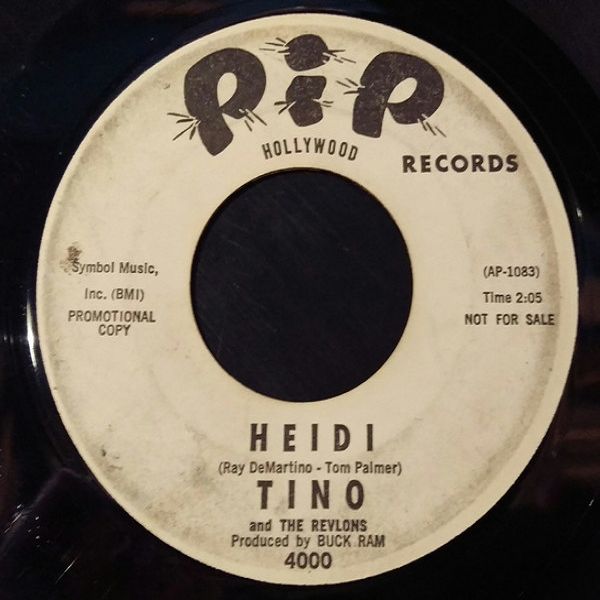 PiP
HOLLYWOOD
RECORDS
Symbol Music,
Inc. (BMI)
PROMOTIONAL
COPY
(AP-1083)
Time 2:05
NOT FOR SALE
HEIDI
(Ray DeMartino - Tom Palmer)
TINO
and THE REVLONS
Produced by BUCK RAM
4000